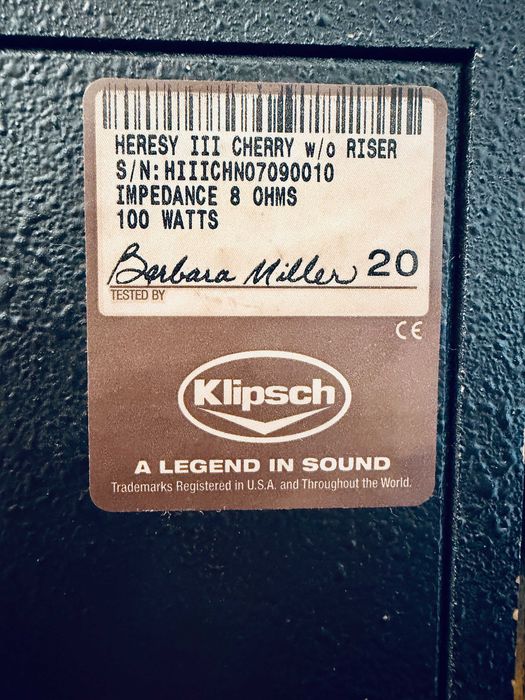 HERESY III CHERRY w/o RISER
S/N:HIIICHN07090010
IMPEDANCE 8 OHMS
100 WATTS
Barbara Miller 20
TESTED BY
CE
Klipsch
A LEGEND IN SOUND
Trademarks Registered in U.S.A. and Throughout the World.